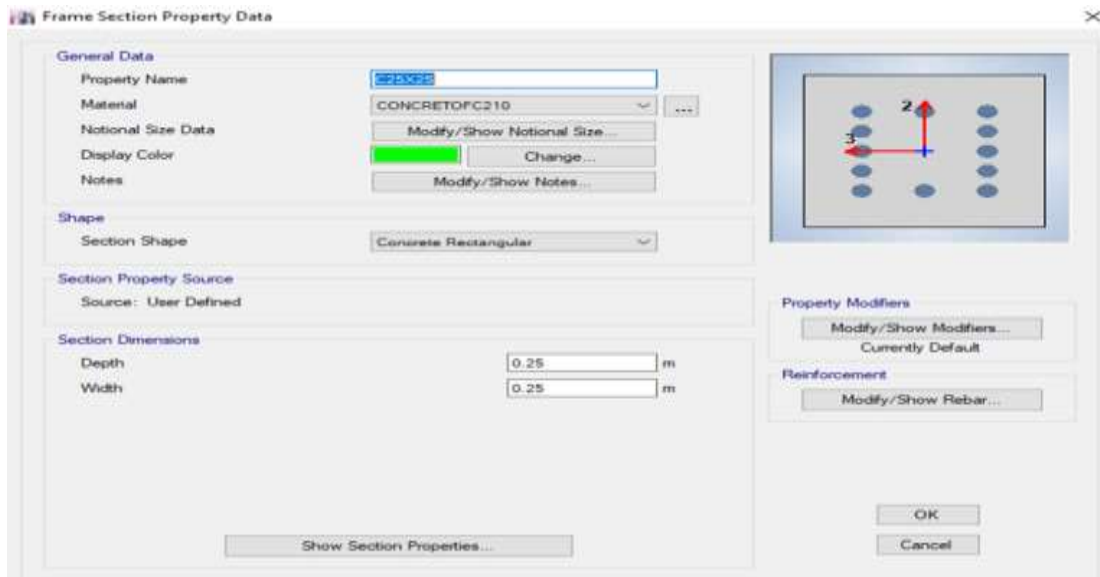 Frame Section Property Data
General Data
Property Name C25X25
Material CONCRETOFC210 ...
Notional Size Data Modify/Show Notional Size...
Display Color Change...
Notes Modify/Show Notes...
2
3
Shape
Section Shape Concrete Rectangular
Section Property Source
Source: User Defined
Property Modifiers
Modify/Show Modifiers...
Currently Default
Section Dimensions
Depth 0.25 m
Width 0.25 m
Reinforcement
Modify/Show Rebar...
OK
Show Section Properties...
Cancel